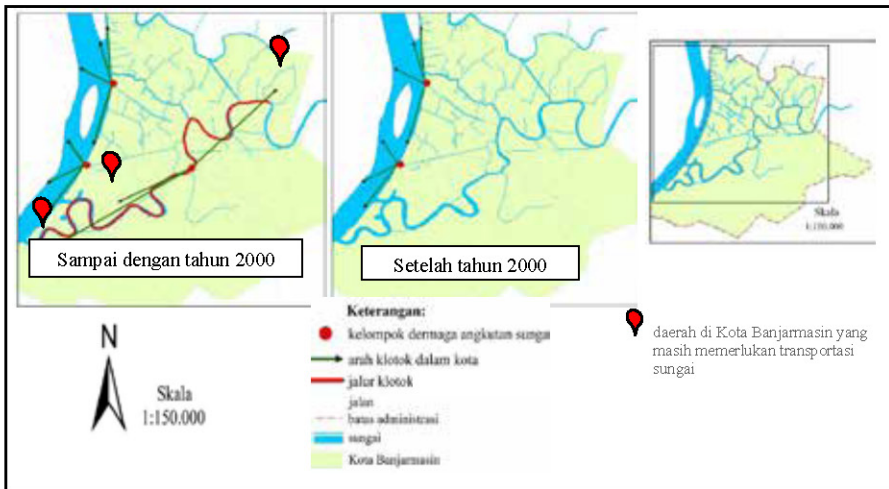 Sampai dengan tahun 2000
Setelah tahun 2000
Skala
1:150.000
Keterangan:
kelompok dermaga angkutan sungai
arah klotok dalam kota
jalur klotok
jalan
batas administrasi
sungai
Kota Banjarmasin
N
Skala
1:150.000
daerah di Kota Banjarmasin yang
masih memerlukan transportasi
sungai